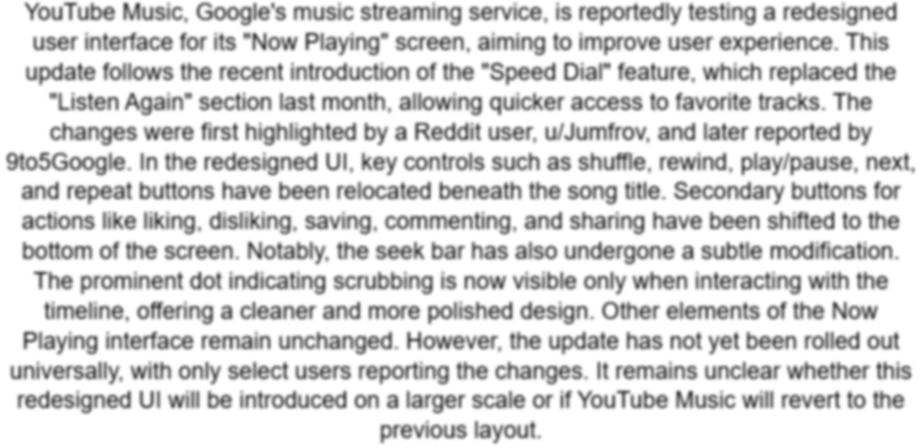 YouTube Music, Google's music streaming service, is reportedly testing a redesigned
user interface for its "Now Playing" screen, aiming to improve user experience. This
update follows the recent introduction of the "Speed Dial" feature, which replaced the
"Listen Again" section last month, allowing quicker access to favorite tracks. The
changes were first highlighted by a Reddit user, u/Jumfrov, and later reported by
9to5Google. In the redesigned UI, key controls such as shuffle, rewind, play/pause, next,
and repeat buttons have been relocated beneath the song title. Secondary buttons for
actions like liking, disliking, saving, commenting, and sharing have been shifted to the
bottom of the screen. Notably, the seek bar has also undergone a subtle modification.
The prominent dot indicating scrubbing is now visible only when interacting with the
timeline, offering a cleaner and more polished design. Other elements of the Now
Playing interface remain unchanged. However, the update has not yet been rolled out
universally, with only select users reporting the changes. It remains unclear whether this
redesigned UI will be introduced on a larger scale or if YouTube Music will revert to the
previous layout.